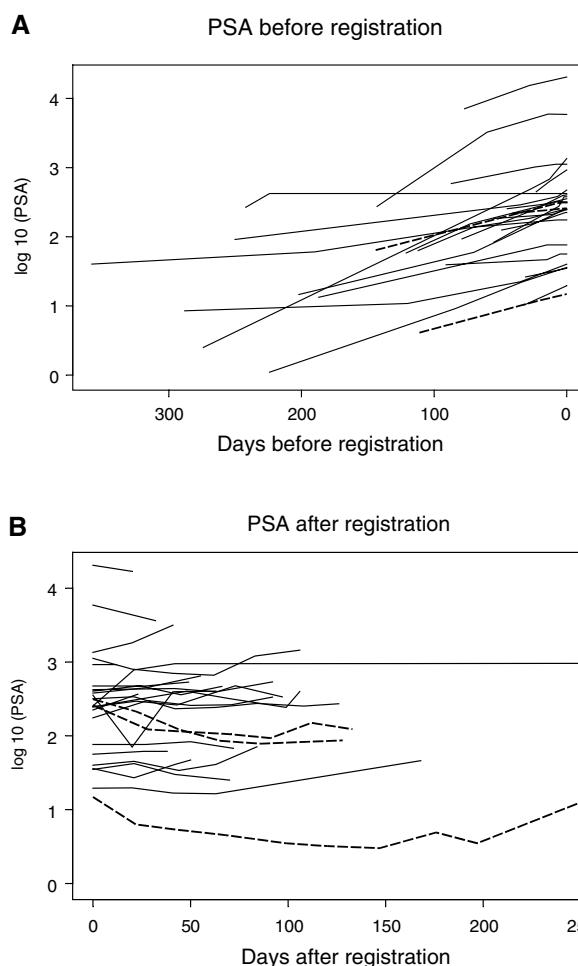 A
PSA before registration
4
3
2
1
0
log 10 (PSA)
300 200 100 0
Days before registration
B
PSA after registration
4
3
2
1
0
log 10 (PSA)
0 50 100 150 200 25
Days after registration